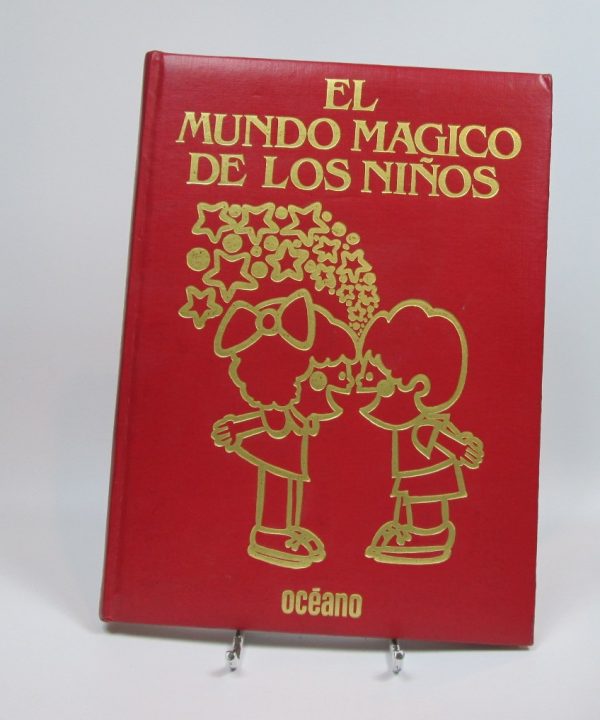 EL
MUNDO MAGICO
DE LOS NIÑOS
océano